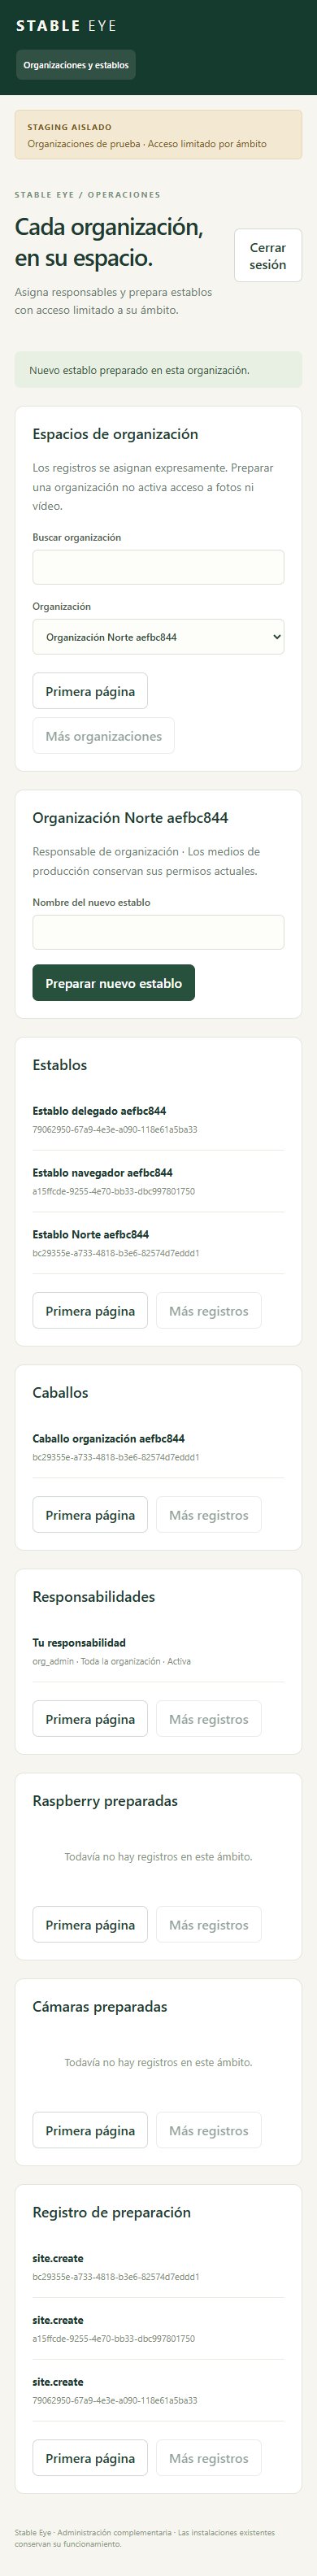 STABLE EYE
Organizaciones y establos
STAGING AISLADO
Organizaciones de prueba · Acceso limitado por ámbito
STABLE EYE / OPERACIONES
Cada organización,
en su espacio.
Asigna responsables y prepara establos
con acceso limitado a su ámbito.
Cerrar
sesión
Nuevo establo preparado en esta organización.
Espacios de organización
Los registros se asignan expresamente. Preparar
una organización no activa acceso a fotos ni
vídeo.
Buscar organización
Organización
Organización Norte aefbc844
Primera página
Más organizaciones
Organización Norte aefbc844
Responsable de organización · Los medios de
producción conservan sus permisos actuales.
Nombre del nuevo establo
Preparar nuevo establo
Establos
Establo delegado aefbc844
79062950-67a9-4e3e-a090-118e61a5ba33
Establo navegador aefbc844
a15ffcde-9255-4e70-bb33-dbc997801750
Establo Norte aefbc844
bc29355e-a733-4818-b3e6-82574d7eddd1
Primera página
Más registros
Caballos
Caballo organización aefbc844
bc29355e-a733-4818-b3e6-82574d7eddd1
Primera página
Más registros
Responsabilidades
Tu responsabilidad
org_admin · Toda la organización · Activa
Primera página
Más registros
Raspberry preparadas
Todavía no hay registros en este ámbito.
Primera página
Más registros
Cámaras preparadas
Todavía no hay registros en este ámbito.
Primera página
Más registros
Registro de preparación
site.create
bc29355e-a733-4818-b3e6-82574d7eddd1
site.create
a15ffcde-9255-4e70-bb33-dbc997801750
site.create
79062950-67a9-4e3e-a090-118e61a5ba33
Primera página
Más registros
Stable Eye · Administración complementaria · Las instalaciones existentes
conservan su funcionamiento.